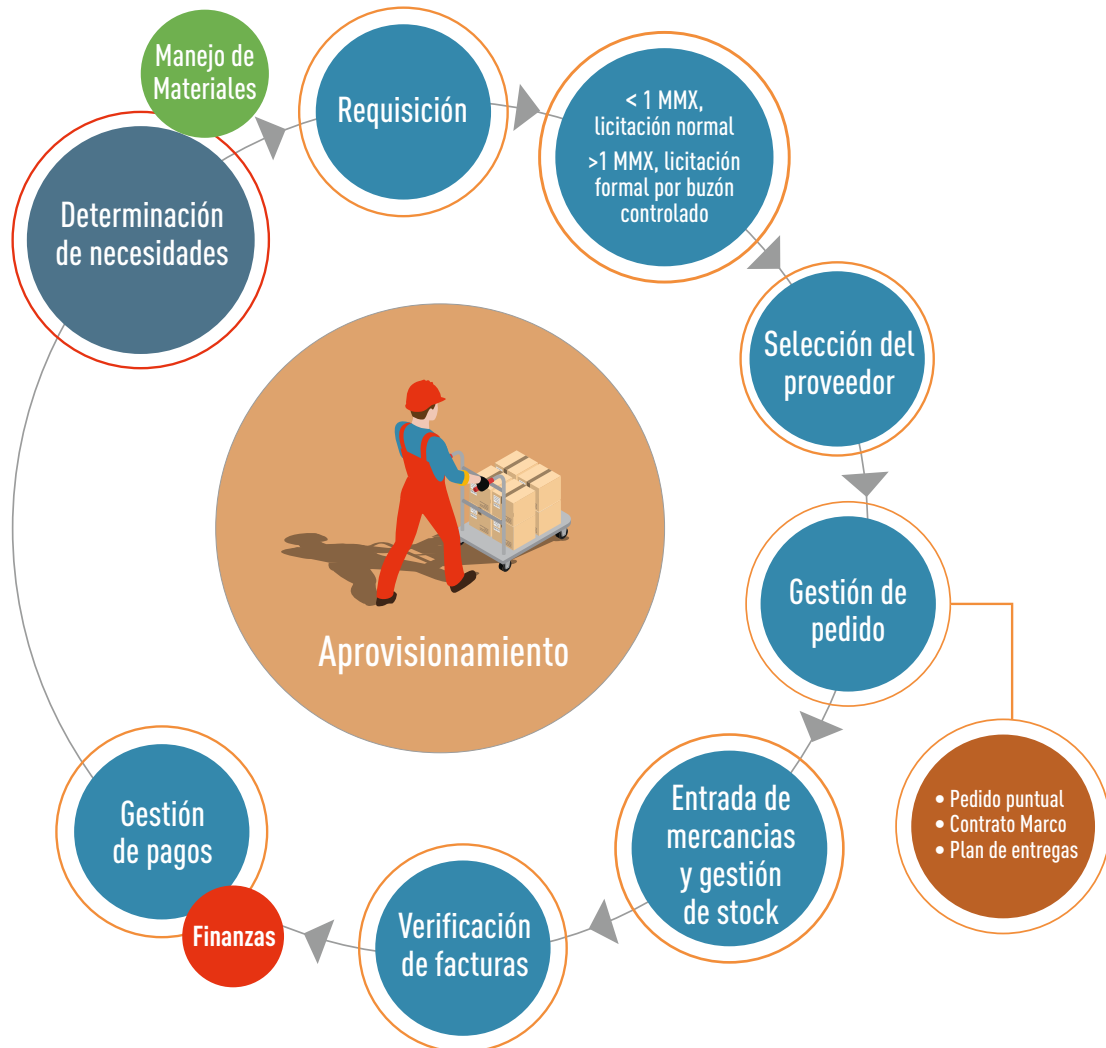 Manejo de
Materiales
Requisición
< 1 MMX,
licitación normal
>1 MMX, licitación
formal por buzón
controlado
Determinación
de necesidades
Selección del
proveedor
Gestión de
pedido
Aprovisionamiento
• Pedido puntual
• Contrato Marco
• Plan de entregas
Entrada de
mercancias
y gestión
de stock
Verificación
de facturas
Gestión
de pagos
Finanzas